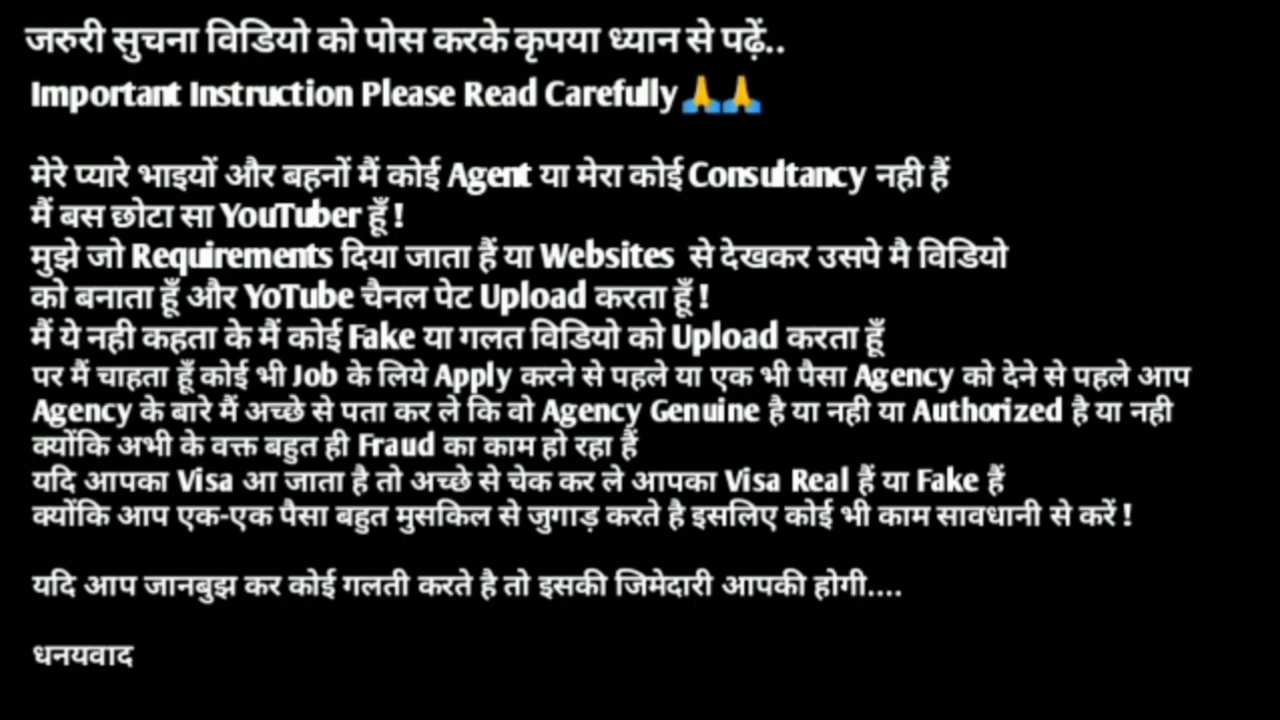 जरुरी सुचना विडियो को पोस करके कृपया ध्यान से पढ़ें..
Important Instruction Please Read Carefully🙏🙏
मेरे प्यारे भाइयों और बहनों मैं कोई Agent या मेरा कोई Consultancy नही हैं
मैं बस छोटा सा YouTuber हूँ !
मुझे जो Requirements दिया जाता हैं या Websites से देखकर उसपे मै विडियो
को बनाता हूँ और YoTube चैनल पेट Upload करता हूँ !
मैं ये नही कहता के मैं कोई Fake या गलत विडियो को Upload करता हूँ
पर मैं चाहता हूँ कोई भी Job के लिये Apply करने से पहले या एक भी पैसा Agency को देने से पहले आप
Agency के बारे मैं अच्छे से पता कर ले कि वो Agency Genuine है या नही या Authorized है या नही
क्योंकि अभी के वक्त बहुत ही Fraud का काम हो रहा हैं
यदि आपका Visa आ जाता है तो अच्छे से चेक कर ले आपका Visa Real हैं या Fake हैं
क्योंकि आप एक-एक पैसा बहुत मुसकिल से जुगाड़ करते है इसलिए कोई भी काम सावधानी से करें !
यदि आप जानबुझ कर कोई गलती करते है तो इसकी जिमेदारी आपकी होगी....
धनयवाद